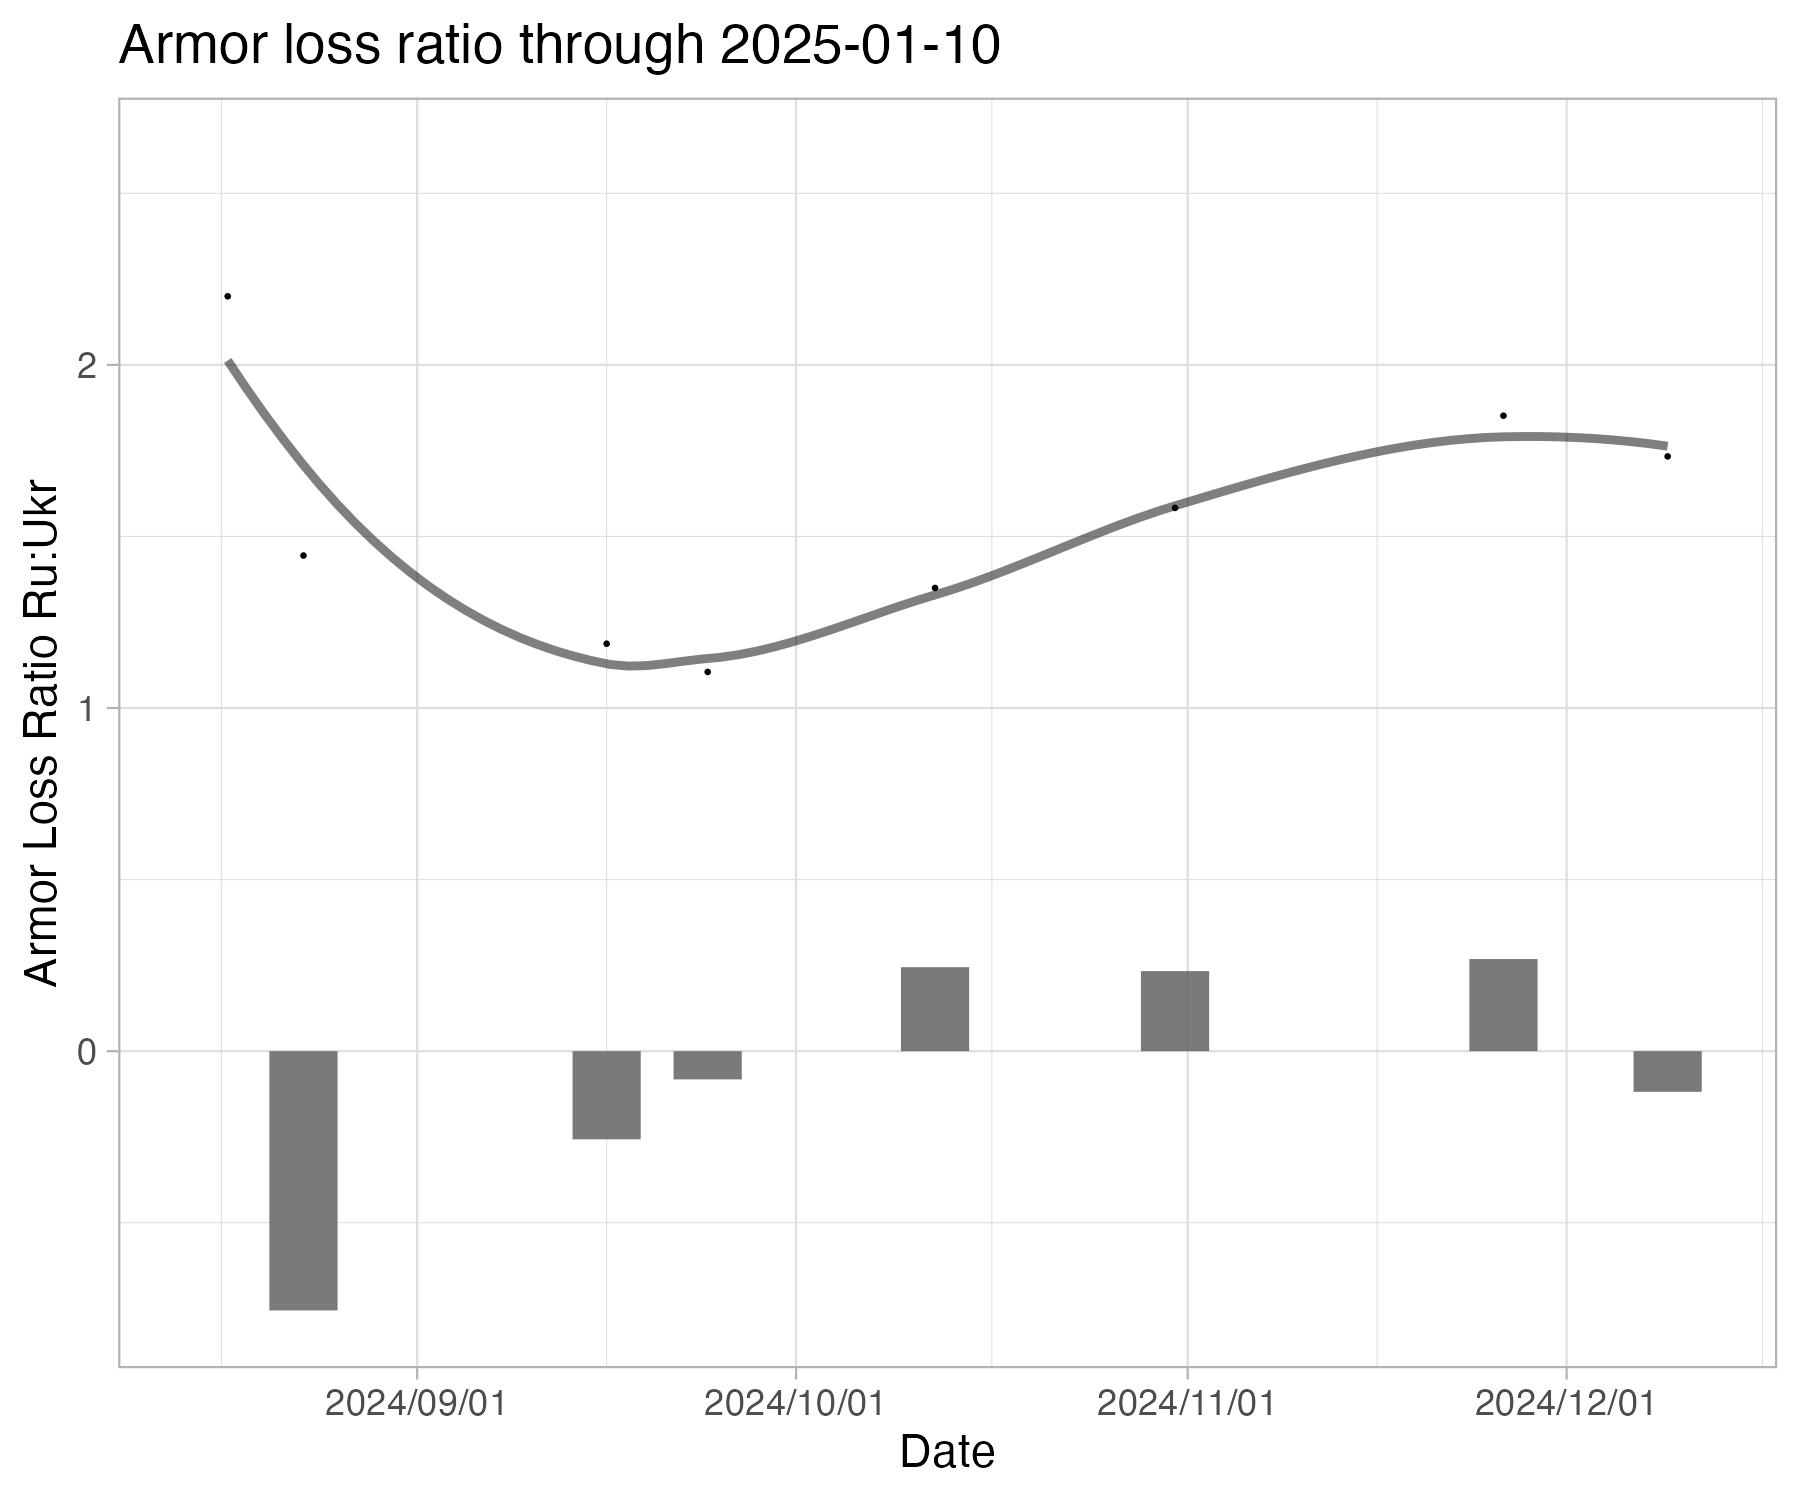 Armor loss ratio through 2025-01-10
Armor Loss Ratio Ru:Ukr
2
1
0
2024/09/01
2024/10/01
2024/11/01
2024/12/01
Date